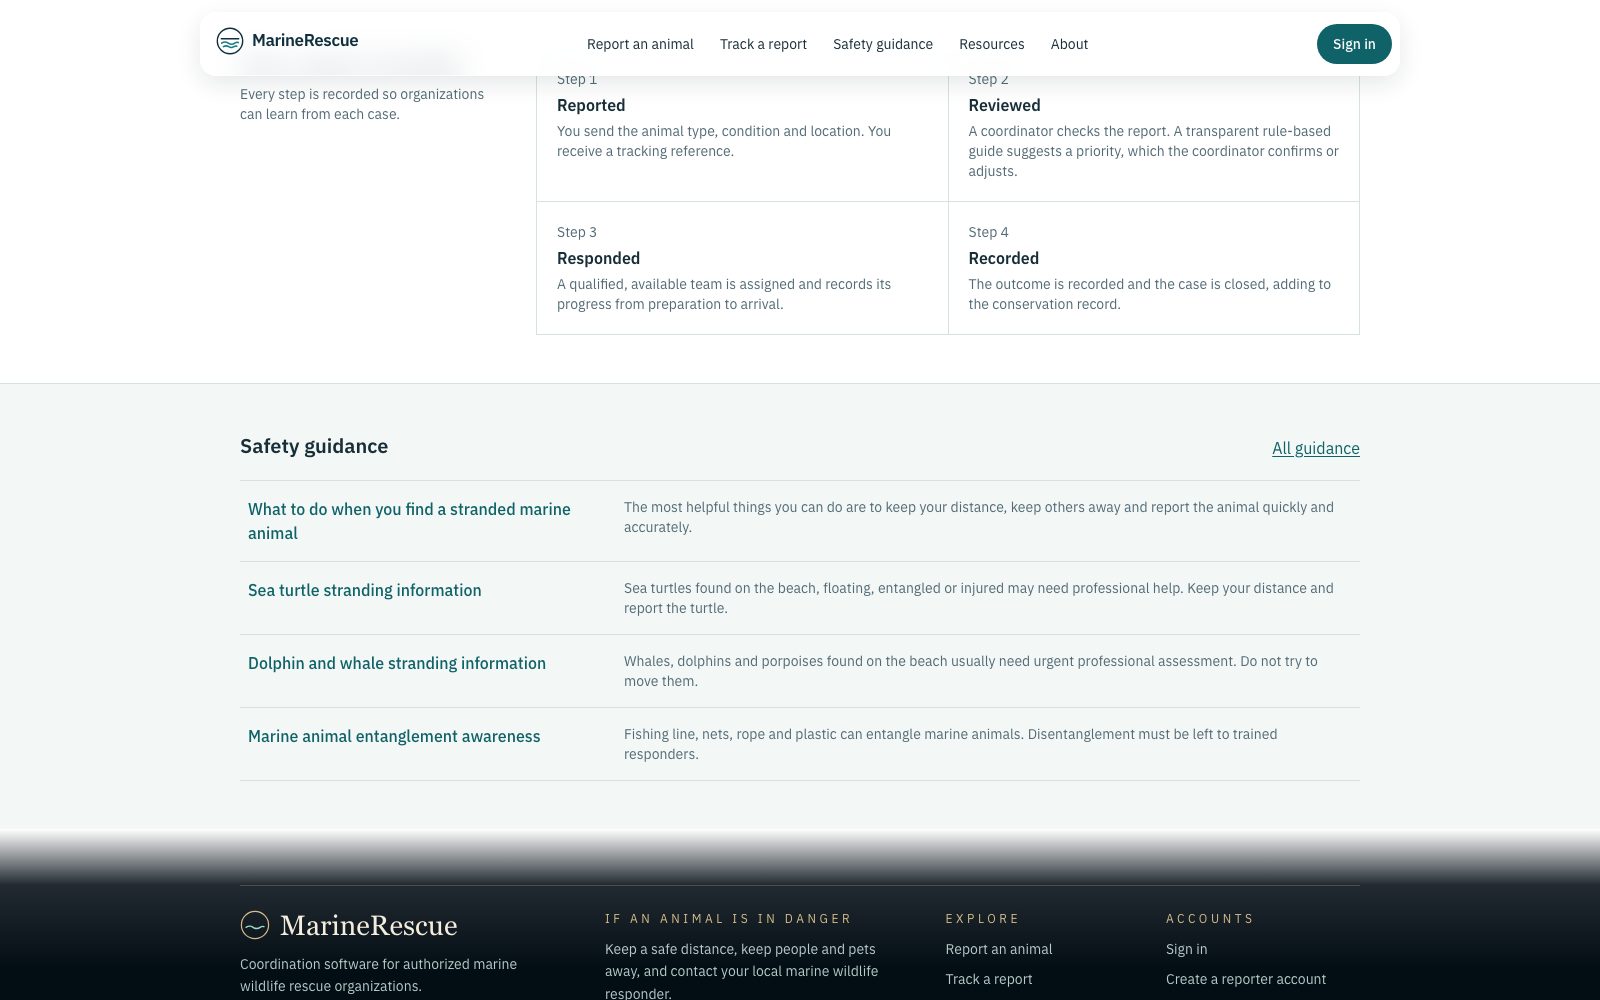 MarineRescue
Report an animal
Track a report
Safety guidance
Resources
About
Sign in
Every step is recorded so organizations
can learn from each case.
Step 1
Reported
You send the animal type, condition and location. You
receive a tracking reference.
Step 2
Reviewed
A coordinator checks the report. A transparent rule-based
guide suggests a priority, which the coordinator confirms or
adjusts.
Step 3
Responded
A qualified, available team is assigned and records its
progress from preparation to arrival.
Step 4
Recorded
The outcome is recorded and the case is closed, adding to
the conservation record.
Safety guidance
All guidance
What to do when you find a stranded marine
animal
The most helpful things you can do are to keep your distance, keep others away and report the animal quickly and
accurately.
Sea turtle stranding information
Sea turtles found on the beach, floating, entangled or injured may need professional help. Keep your distance and
report the turtle.
Dolphin and whale stranding information
Whales, dolphins and porpoises found on the beach usually need urgent professional assessment. Do not try to
move them.
Marine animal entanglement awareness
Fishing line, nets, rope and plastic can entangle marine animals. Disentanglement must be left to trained
responders.
MarineRescue
Coordination software for authorized marine
wildlife rescue organizations.
IF AN ANIMAL IS IN DANGER
Keep a safe distance, keep people and pets
away, and contact your local marine wildlife
responder.
EXPLORE
Report an animal
Track a report
ACCOUNTS
Sign in
Create a reporter account